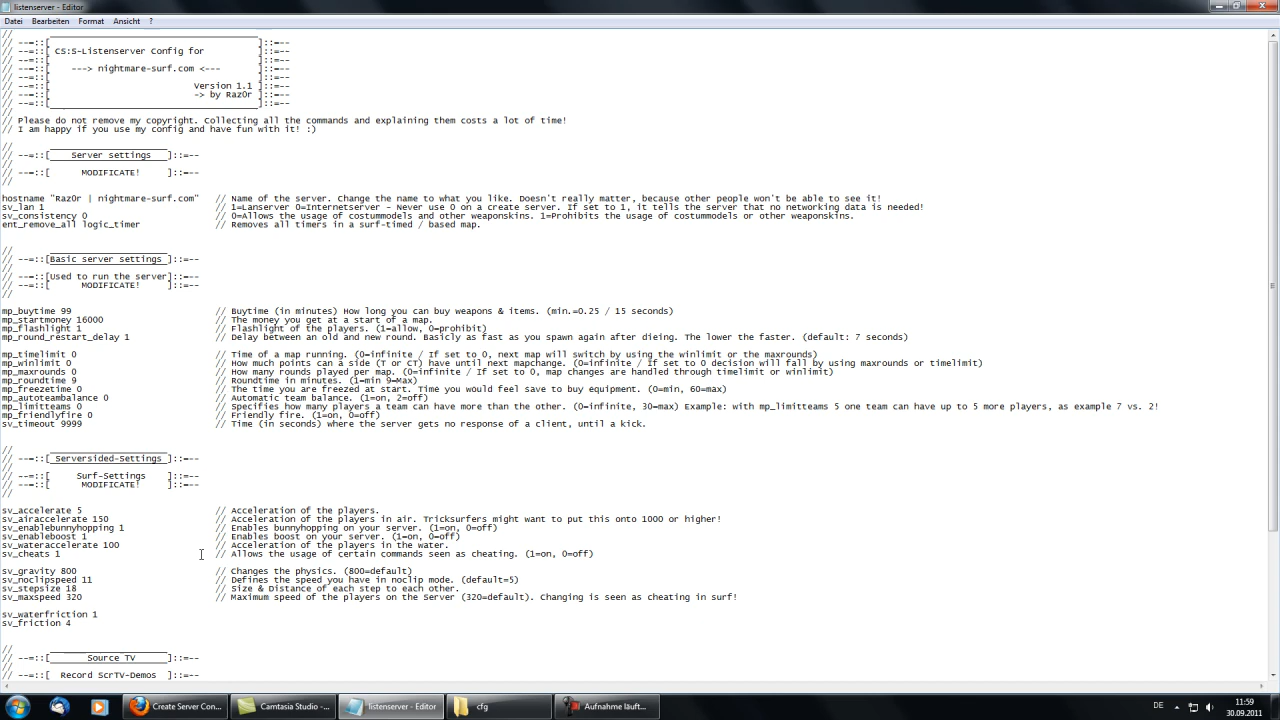 listenserver - Editor
Datei Bearbeiten Format Ansicht ?
//
// --=::[ ]::=--
// --=::[ CS:S-Listenserver Config for ]::=--
// --=::[ ]::=--
// --=::[ ---> nightmare-surf.com <--- ]::=--
// --=::[ ]::=--
// --=::[ Version 1.1 ]::=--
// --=::[ -> by Raz0r ]::=--
// --=::[ ]::=--
//
// Please do not remove my copyright. Collecting all the commands and explaining them costs a lot of time!
// I am happy if you use my config and have fun with it! :)
//
// --=::[ Server settings ]::=--
//
// --=::[ MODIFICATE! ]::=--
//
hostname "Raz0r | nightmare-surf.com" // Name of the server. Change the name to what you like. Doesn't really matter, because other people won't be able to see it!
sv_lan 1 // 1=Lanserver 0=Internetserver - Never use 0 on a create server. If set to 1, it tells the server that no networking data is needed!
sv_consistency 0 // 0=Allows the usage of costummodels and other weaponskins. 1=Prohibits the usage of costummodels or other weaponskins.
ent_remove_all logic_timer // Removes all timers in a surf-timed / based map.
//
// --=::[Basic server settings ]::=--
//
// --=::[Used to run the server]::=--
// --=::[ MODIFICATE! ]::=--
//
mp_buytime 99 // Buytime (in minutes) How long you can buy weapons & items. (min.=0.25 / 15 seconds)
mp_startmoney 16000 // The money you get at a start of a map.
mp_flashlight 1 // Flashlight of the players. (1=allow, 0=prohibit)
mp_round_restart_delay 1 // Delay between an old and new round. Basicly as fast as you spawn again after dieing. The lower the faster. (default: 7 seconds)
mp_timelimit 0 // Time of a map running. (0=infinite / If set to 0, next map will switch by using the winlimit or the maxrounds)
mp_winlimit 0 // How much points can a side (T or CT) have until next mapchange. (0=infinite / If set to 0 decision will fall by using maxrounds or timelimit)
mp_maxrounds 0 // How many rounds played per map. (0=infinite / If set to 0, map changes are handled through timelimit or winlimit)
mp_roundtime 9 // Roundtime in minutes. (1=min 9=Max)
mp_freezetime 0 // The time you are freezed at start. Time you would feel save to buy equipment. (0=min, 60=max)
mp_autoteambalance 0 // Automatic team balance. (1=on, 2=off)
mp_limitteams 0 // Specifies how many players a team can have more than the other. (0=infinite, 30=max) Example: with mp_limitteams 5 one team can have up to 5 more players, as example 7 vs. 2!
mp_friendlyfire 0 // Friendly fire. (1=on, 0=off)
sv_timeout 9999 // Time (in seconds) where the server gets no response of a client, until a kick.
//
// --=::[ Serversided-Settings ]::=--
//
// --=::[ Surf-Settings ]::=--
// --=::[ MODIFICATE! ]::=--
//
sv_accelerate 5 // Acceleration of the players.
sv_airaccelerate 150 // Acceleration of the players in air. Tricksurfers might want to put this onto 1000 or higher!
sv_enablebunnyhopping 1 // Enables bunnyhopping on your server. (1=on, 0=off)
sv_enableboost 1 // Enables boost on your server. (1=on, 0=off)
sv_wateraccelerate 100 // Acceleration of the players in the water.
sv_cheats 1 // Allows the usage of certain commands seen as cheating. (1=on, 0=off)
sv_gravity 800 // Changes the physics. (800=default)
sv_noclipspeed 11 // Defines the speed you have in noclip mode. (default=5)
sv_stepsize 18 // Size & Distance of each step to each other.
sv_maxspeed 320 // Maximum speed of the players on the Server (320=default). Changing is seen as cheating in surf!
sv_waterfriction 1
sv_friction 4
//
// --=::[ Source TV ]::=--
//
// --=::[ Record ScrTV-Demos ]::=--
Create Server Con... Camtasia Studio -... listenserver - Editor cfg Aufnahme läuft... DE 11:59
30.09.2011